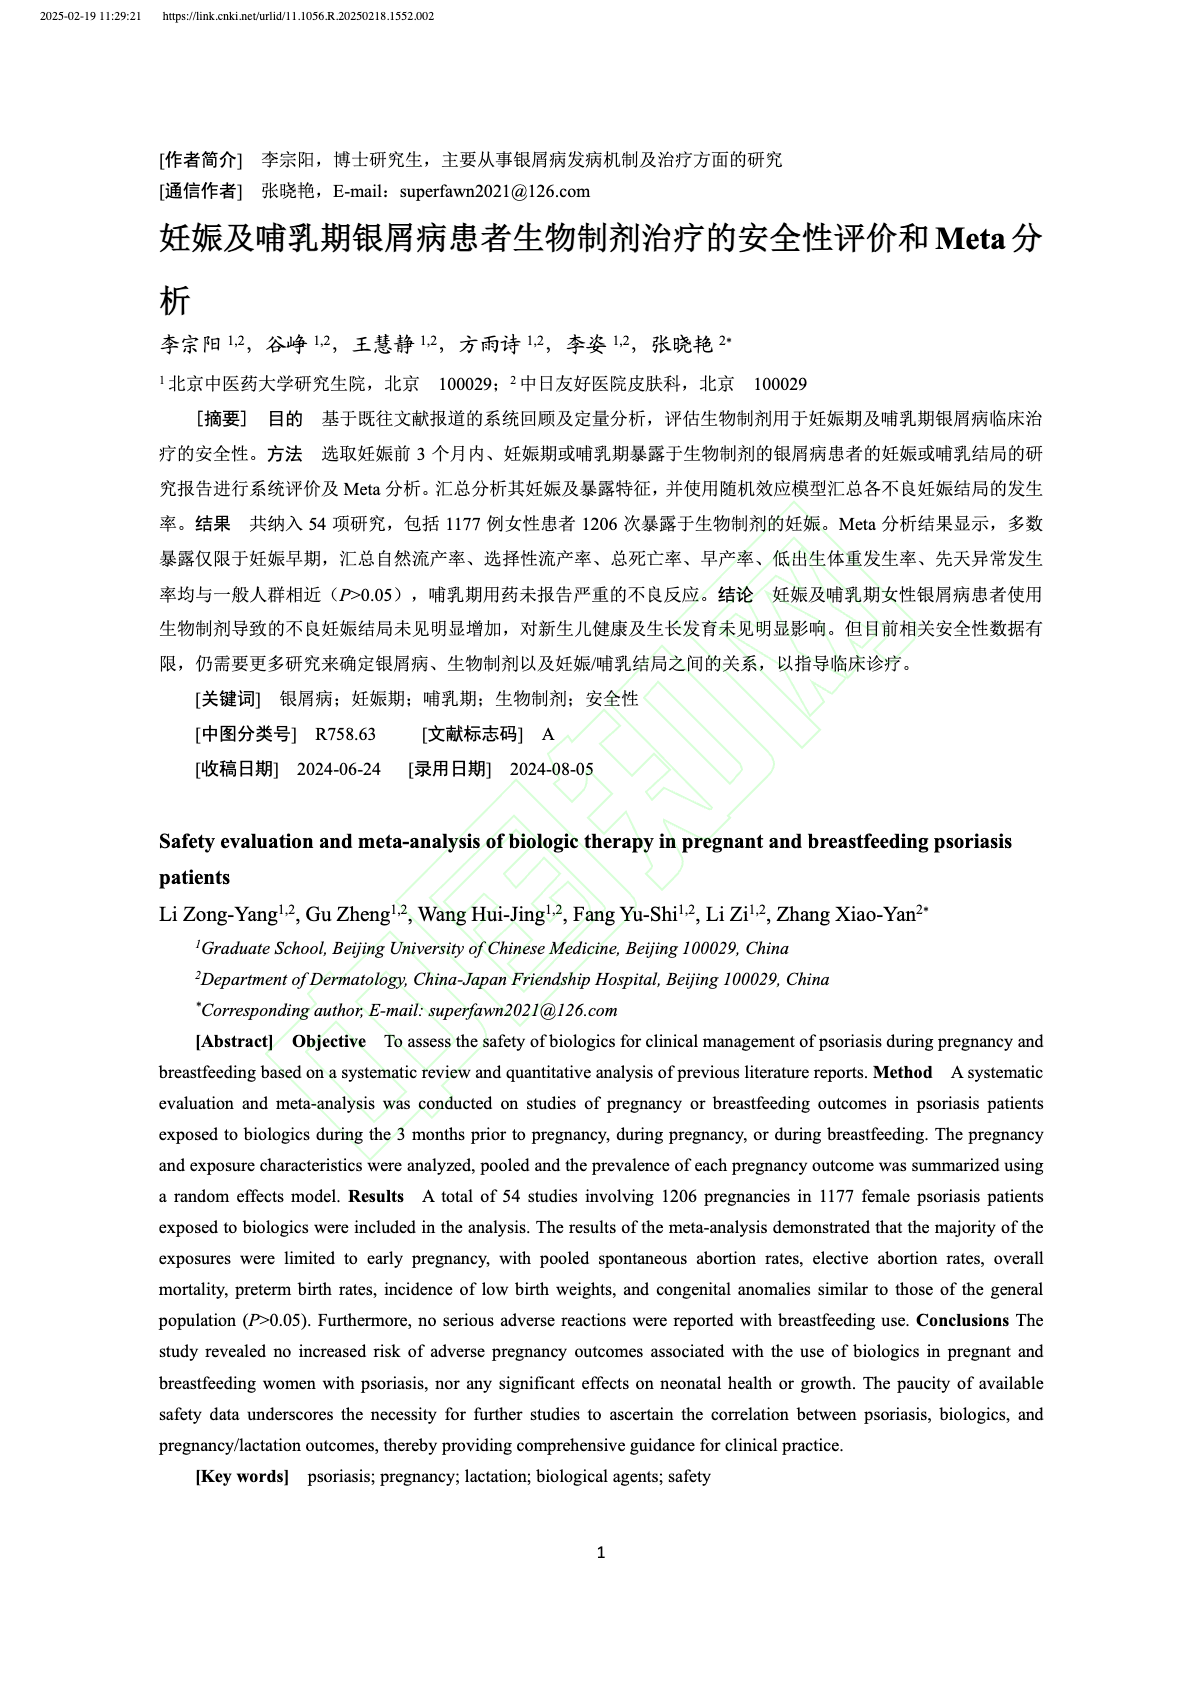 2025-02-19 11:29:21 https://link.cnki.net/urlid/11.1056.R.20250218.1552.002
[作者简介] 李宗阳，博士研究生，主要从事银屑病发病机制及治疗方面的研究
[通信作者] 张晓艳，E-mail：superfawn2021@126.com
妊娠及哺乳期银屑病患者生物制剂治疗的安全性评价和 Meta 分
析
李宗阳 1,2，谷峥 1,2，王慧静 1,2，方雨诗 1,2，李姿 1,2，张晓艳 2*
1 北京中医药大学研究生院，北京 100029；2 中日友好医院皮肤科，北京 100029
[摘要] 目的 基于既往文献报道的系统回顾及定量分析，评估生物制剂用于妊娠期及哺乳期银屑病临床治
疗的安全性。方法 选取妊娠前 3 个月内、妊娠期或哺乳期暴露于生物制剂的银屑病患者的妊娠或哺乳结局的研
究报告进行系统评价及 Meta 分析。汇总分析其妊娠及暴露特征，并使用随机效应模型汇总各不良妊娠结局的发生
率。结果 共纳入 54 项研究，包括 1177 例女性患者 1206 次暴露于生物制剂的妊娠。Meta 分析结果显示，多数
暴露仅限于妊娠早期，汇总自然流产率、选择性流产率、总死亡率、早产率、低出生体重发生率、先天异常发生
率均与一般人群相近（P>0.05），哺乳期用药未报告严重的不良反应。结论 妊娠及哺乳期女性银屑病患者使用
生物制剂导致的不良妊娠结局未见明显增加，对新生儿健康及生长发育未见明显影响。但目前相关安全性数据有
限，仍需要更多研究来确定银屑病、生物制剂以及妊娠/哺乳结局之间的关系，以指导临床诊疗。
[关键词] 银屑病；妊娠期；哺乳期；生物制剂；安全性
[中图分类号] R758.63 [文献标志码] A
[收稿日期] 2024-06-24 [录用日期] 2024-08-05
Safety evaluation and meta-analysis of biologic therapy in pregnant and breastfeeding psoriasis
patients
Li Zong-Yang1,2, Gu Zheng1,2, Wang Hui-Jing1,2, Fang Yu-Shi1,2, Li Zi1,2, Zhang Xiao-Yan2*
1Graduate School, Beijing University of Chinese Medicine, Beijing 100029, China
2Department of Dermatology, China-Japan Friendship Hospital, Beijing 100029, China
*Corresponding author, E-mail: superfawn2021@126.com
[Abstract] Objective To assess the safety of biologics for clinical management of psoriasis during pregnancy and
breastfeeding based on a systematic review and quantitative analysis of previous literature reports. Method A systematic
evaluation and meta-analysis was conducted on studies of pregnancy or breastfeeding outcomes in psoriasis patients
exposed to biologics during the 3 months prior to pregnancy, during pregnancy, or during breastfeeding. The pregnancy
and exposure characteristics were analyzed, pooled and the prevalence of each pregnancy outcome was summarized using
a random effects model. Results A total of 54 studies involving 1206 pregnancies in 1177 female psoriasis patients
exposed to biologics were included in the analysis. The results of the meta-analysis demonstrated that the majority of the
exposures were limited to early pregnancy, with pooled spontaneous abortion rates, elective abortion rates, overall
mortality, preterm birth rates, incidence of low birth weights, and congenital anomalies similar to those of the general
population (P>0.05). Furthermore, no serious adverse reactions were reported with breastfeeding use. Conclusions The
study revealed no increased risk of adverse pregnancy outcomes associated with the use of biologics in pregnant and
breastfeeding women with psoriasis, nor any significant effects on neonatal health or growth. The paucity of available
safety data underscores the necessity for further studies to ascertain the correlation between psoriasis, biologics, and
pregnancy/lactation outcomes, thereby providing comprehensive guidance for clinical practice.
[Key words] psoriasis; pregnancy; lactation; biological agents; safety
中国知网
1